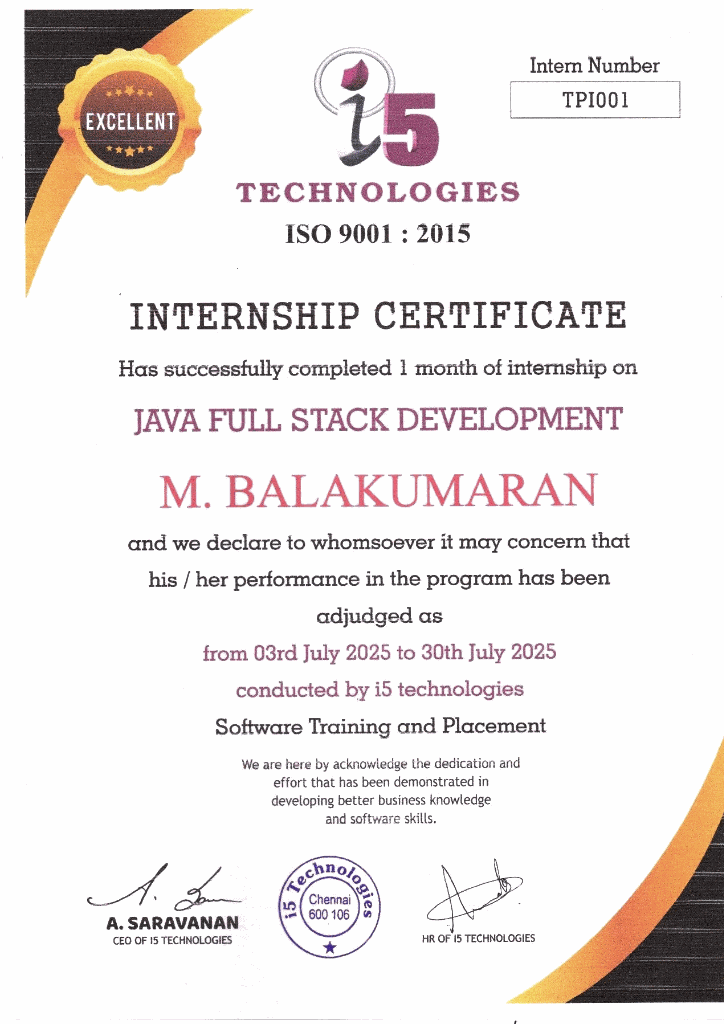 EXCELLENT
Intern Number
TPI001
i5
TECHNOLOGIES
ISO 9001 : 2015
INTERNSHIP CERTIFICATE
Has successfully completed 1 month of internship on
JAVA FULL STACK DEVELOPMENT
M. BALAKUMARAN
and we declare to whomsoever it may concern that
his / her performance in the program has been
adjudged as
from 03rd July 2025 to 30th July 2025
conducted by i5 technologies
Software Training and Placement
We are here by acknowledge the dedication and
effort that has been demonstrated in
developing better business knowledge
and software skills.
A. SARAVANAN
CEO OF I5 TECHNOLOGIES
i5 Technologies
Chennai
600 106
HR OF I5 TECHNOLOGIES